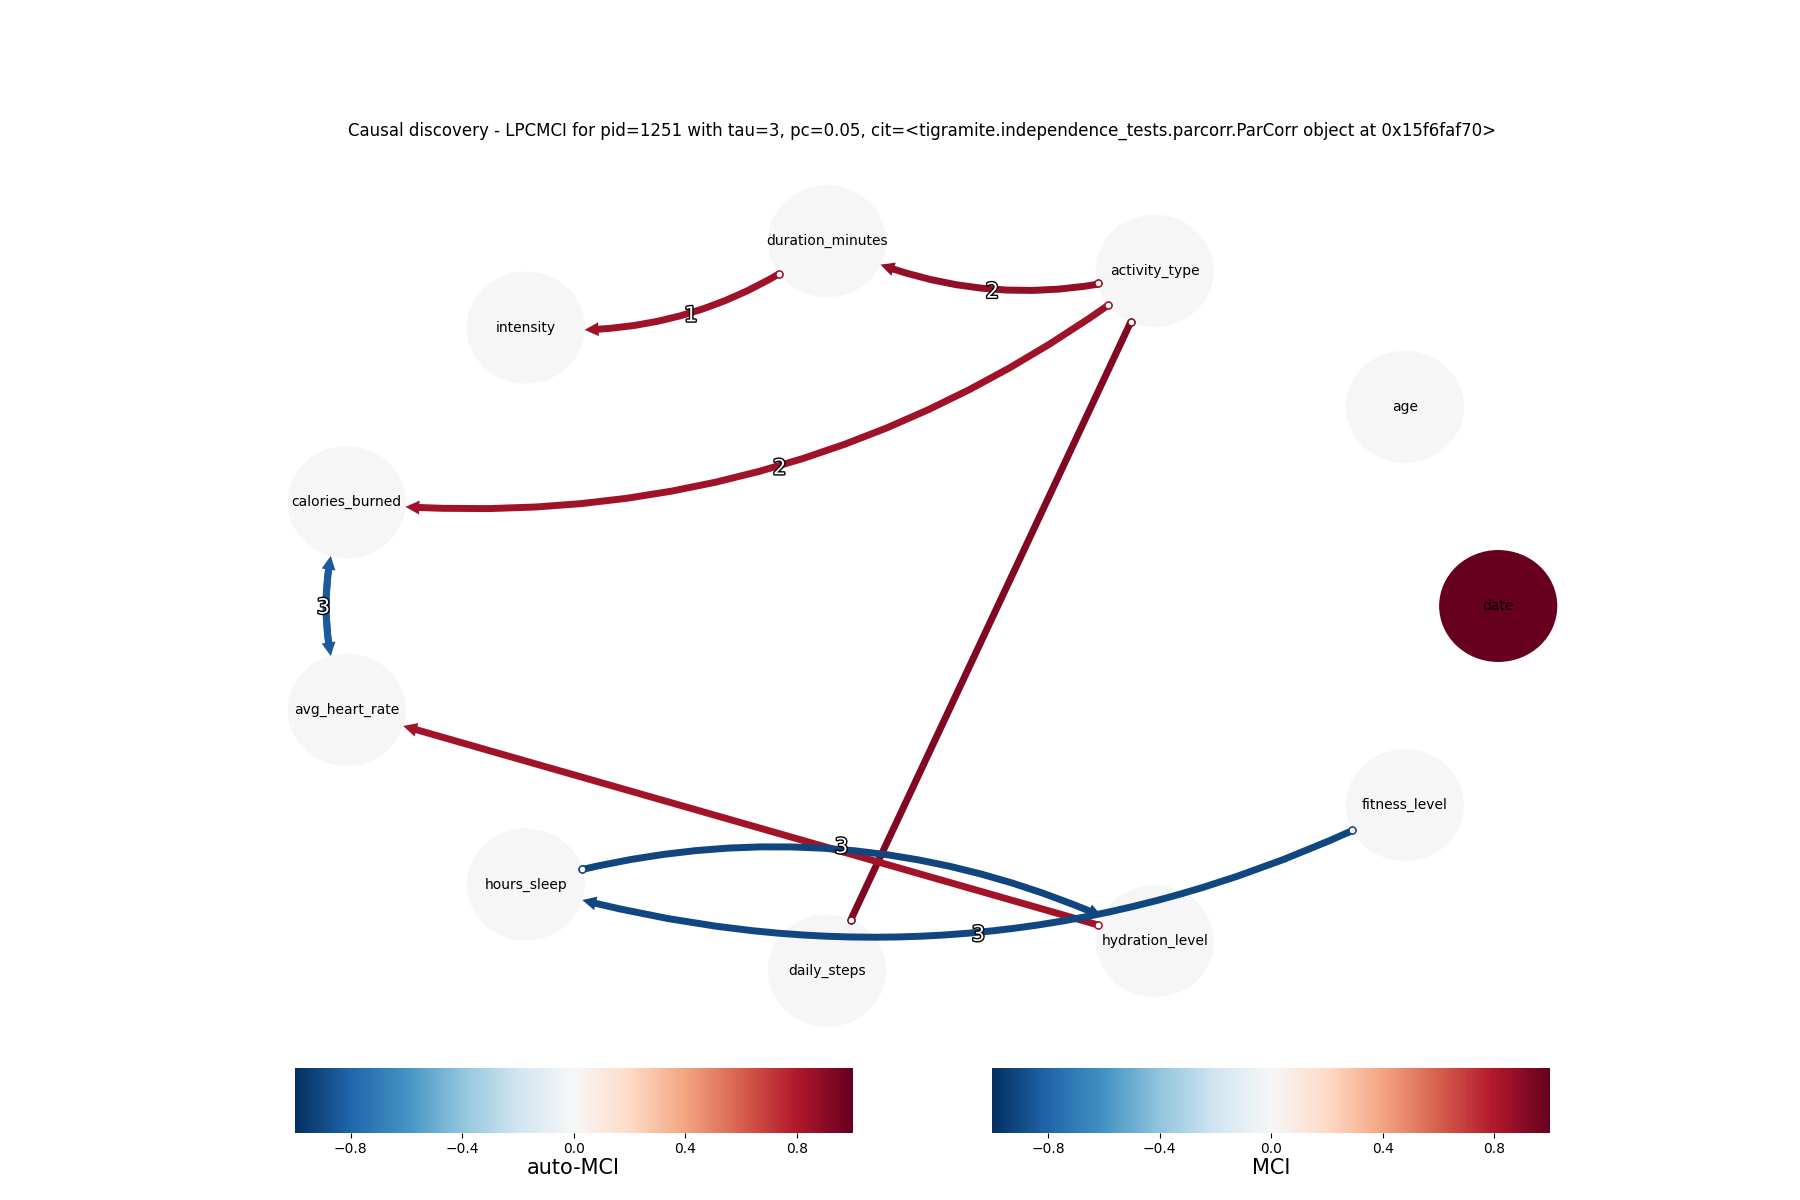 Causal discovery - LPCMCI for pid=1251 with tau=3, pc=0.05, cit=<tigramite.independence_tests.parcorr.ParCorr object at 0x15f6faf70>
duration_minutes
activity_type
2
1
intensity
age
2
calories_burned
date
3
avg_heart_rate
fitness_level
3
hours_sleep
3
hydration_level
daily_steps
−0.8 −0.4 0.0 0.4 0.8
auto-MCI
−0.8 −0.4 0.0 0.4 0.8
MCI